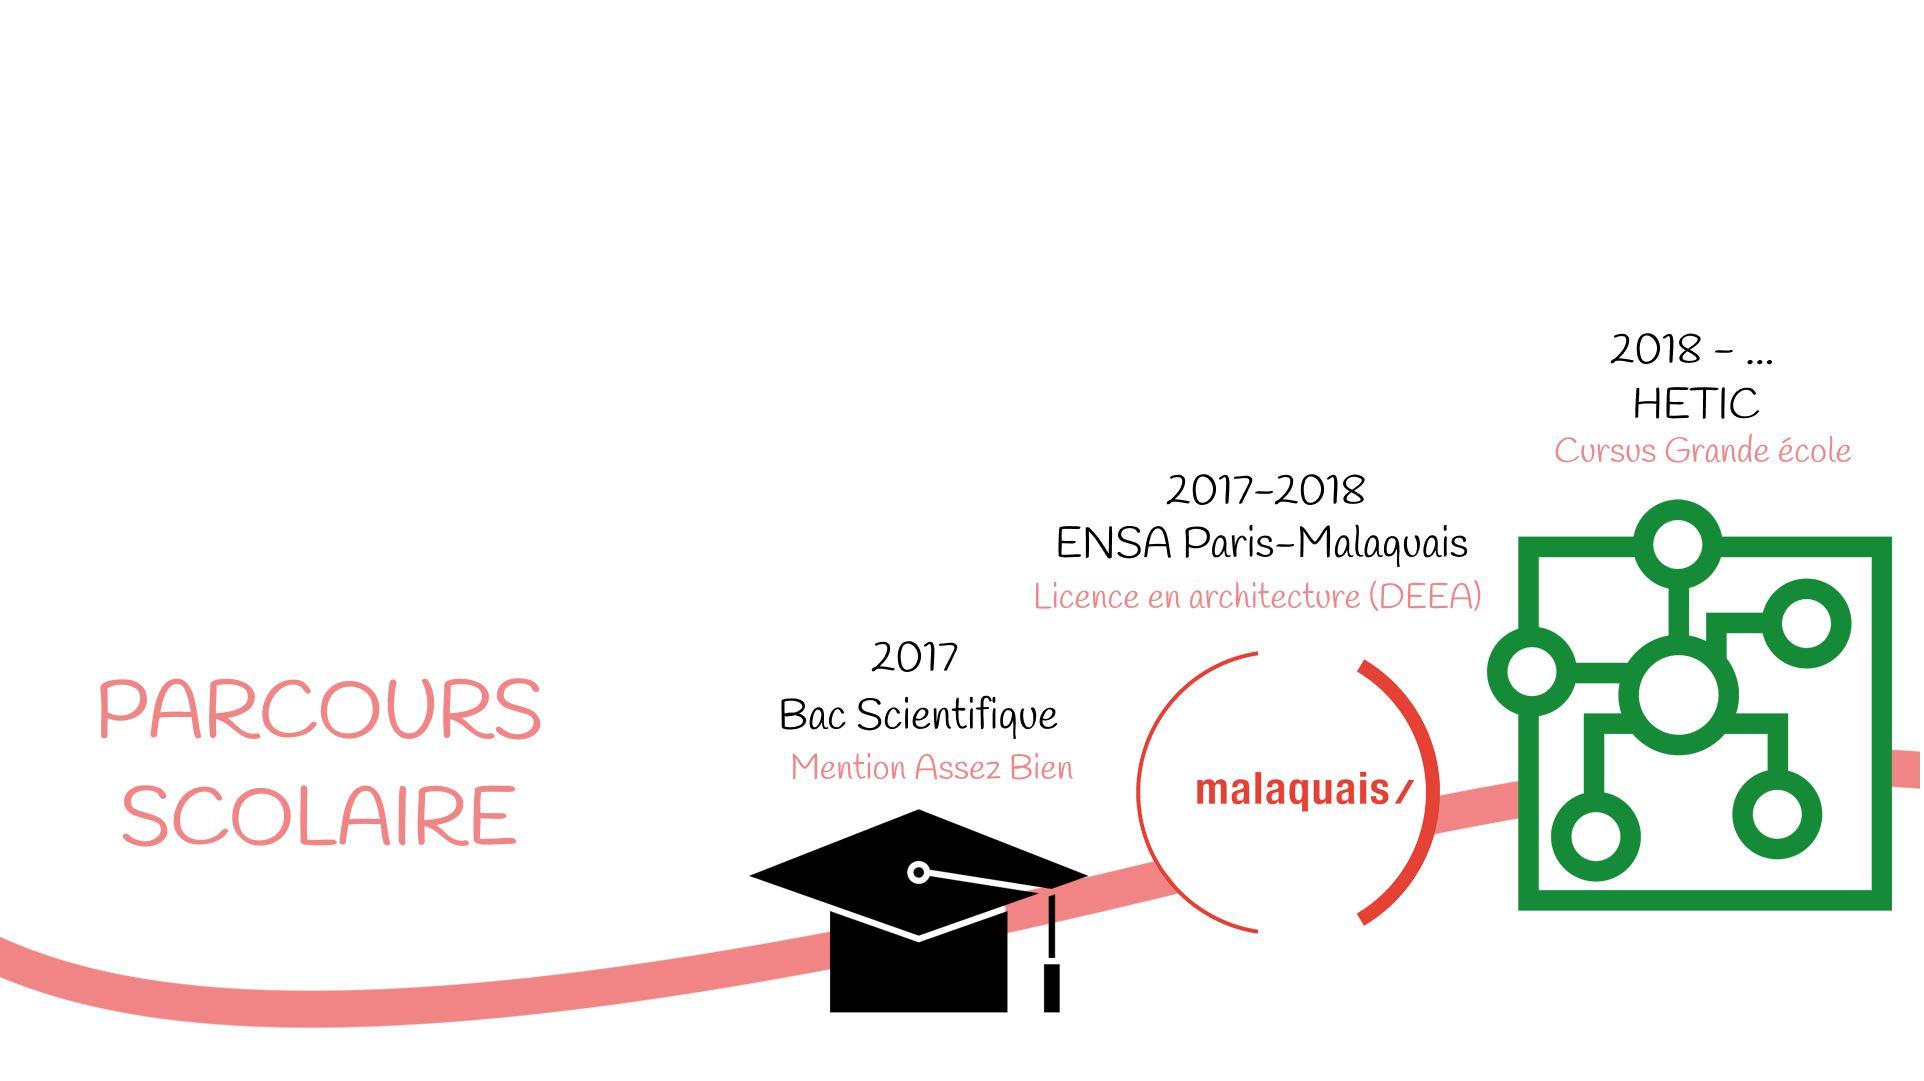 PARCOURS
SCOLAIRE
2017
Bac Scientifique
Mention Assez Bien
2017-2018
ENSA Paris-Malaquais
Licence en architecture (DEEA)
malaquais/
2018 - ...
HETIC
Cursus Grande école